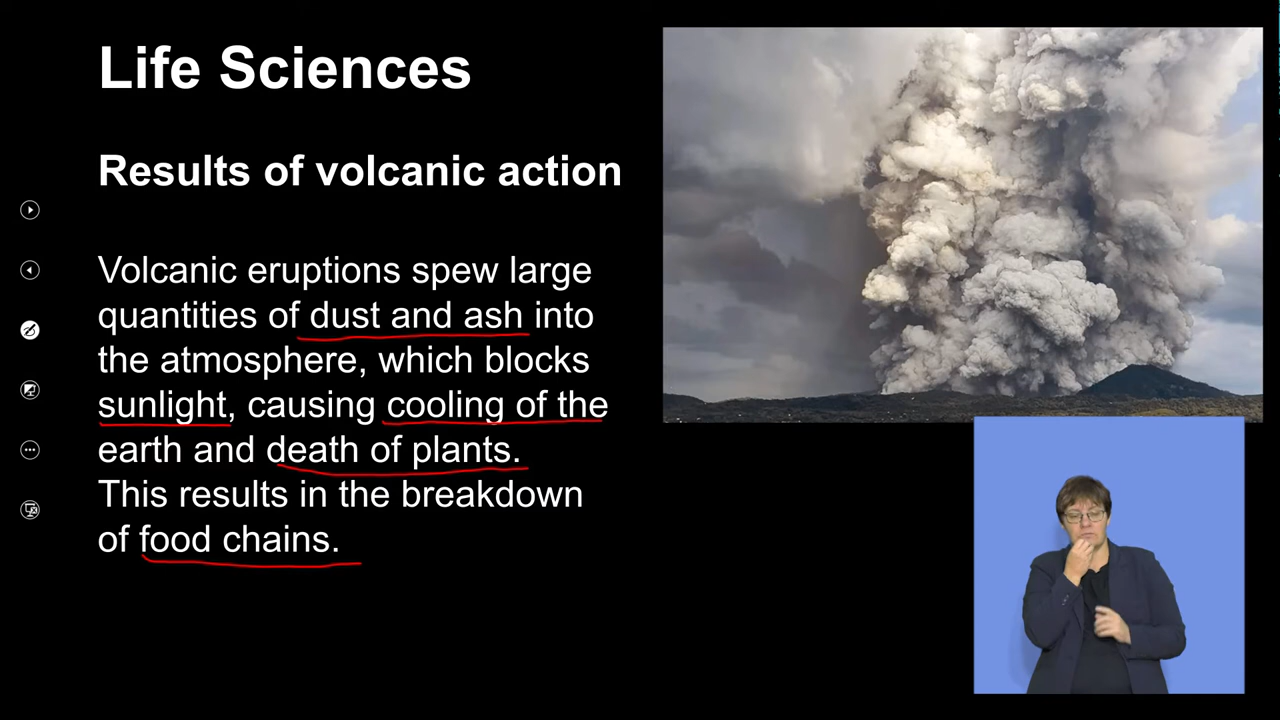 Life Sciences
Results of volcanic action
Volcanic eruptions spew large
quantities of dust and ash into
the atmosphere, which blocks
sunlight, causing cooling of the
earth and death of plants.
This results in the breakdown
of food chains.